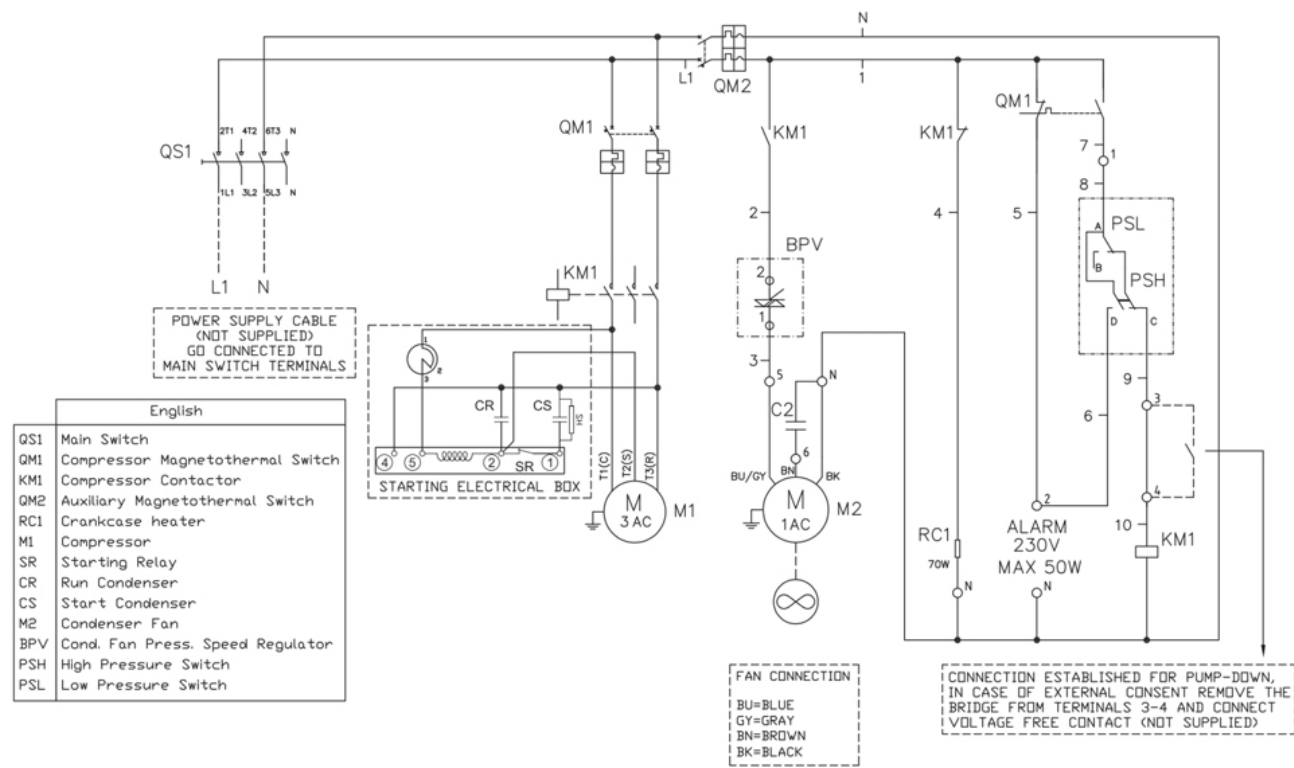 N
L1
QM2
1
2T1 4T2 6T3 N
QS1
1L1 3L2 5L3 N
L1 N
POWER SUPPLY CABLE
(NOT SUPPLIED)
GO CONNECTED TO
MAIN SWITCH TERMINALS
English
QS1 Main Switch
QM1 Compressor Magnetothermal Switch
KM1 Compressor Contactor
QM2 Auxiliary Magnetothermal Switch
RC1 Crankcase heater
M1 Compressor
SR Starting Relay
CR Run Condenser
CS Start Condenser
M2 Condenser Fan
BPV Cond. Fan Press. Speed Regulator
PSH High Pressure Switch
PSL Low Pressure Switch
QM1
KM1
1
2
3
CR CS HS
4 5 2 SR 1
STARTING ELECTRICAL BOX
T1(C) T2(S) T3(R)
M
3 AC
M1
KM1
2
BPV
2
1
3
5 N
C2
6
BU/GY BN BK
M
1AC
M2
FAN CONNECTION
BU=BLUE
GY=GRAY
BN=BROWN
BK=BLACK
KM1
4
RC1
70W
N
QM1
5
2
ALARM
230V
MAX 50W
N
7
1
8
PSL
A
B
PSH
D C
9
6
3
4
10
KM1
CONNECTION ESTABLISHED FOR PUMP-DOWN,
IN CASE OF EXTERNAL CONSENT REMOVE THE
BRIDGE FROM TERMINALS 3-4 AND CONNECT
VOLTAGE FREE CONTACT (NOT SUPPLIED)